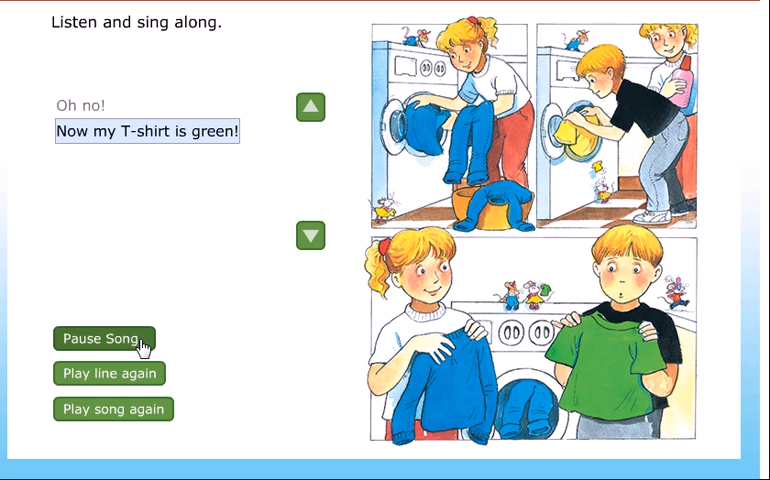 Listen and sing along.
Oh no!
Now my T-shirt is green!
Pause Song
Play line again
Play song again